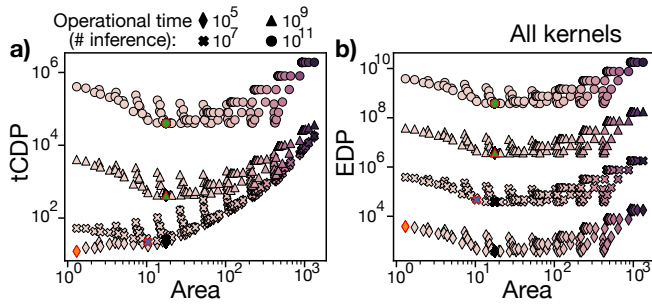 Operational time ♦ 10^5 ▲ 10^9
(# inference): ✖ 10^7 ● 10^11
a)
b)
All kernels
tCDP
10^6
10^4
10^2
10^0 10^1 10^2 10^3
Area
EDP
10^10
10^8
10^6
10^4
10^0 10^1 10^2 10^3
Area